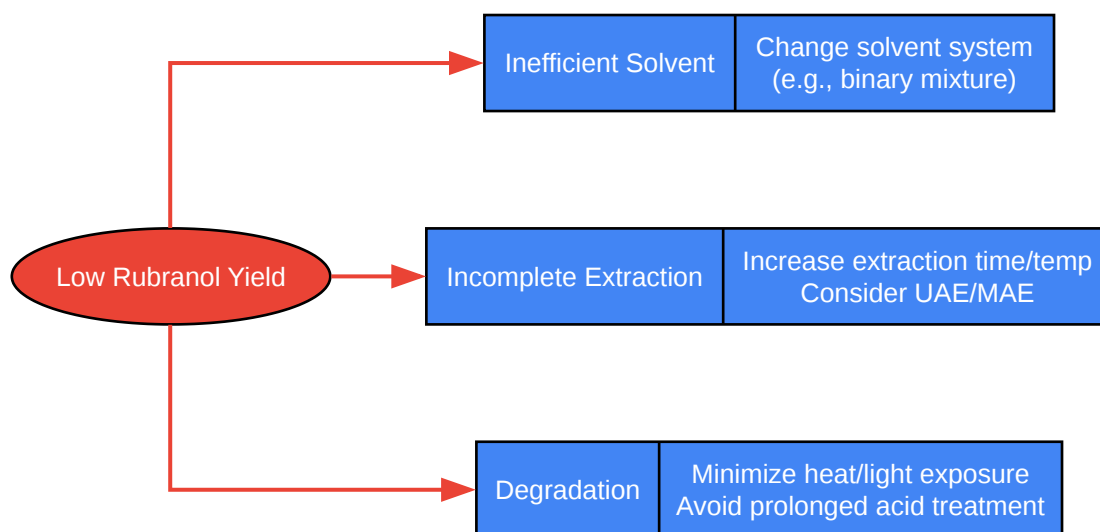 Inefficient Solvent
Change solvent system
(e.g., binary mixture)
Low Rubranol Yield
Incomplete Extraction
Increase extraction time/temp
Consider UAE/MAE
Degradation
Minimize heat/light exposure
Avoid prolonged acid treatment